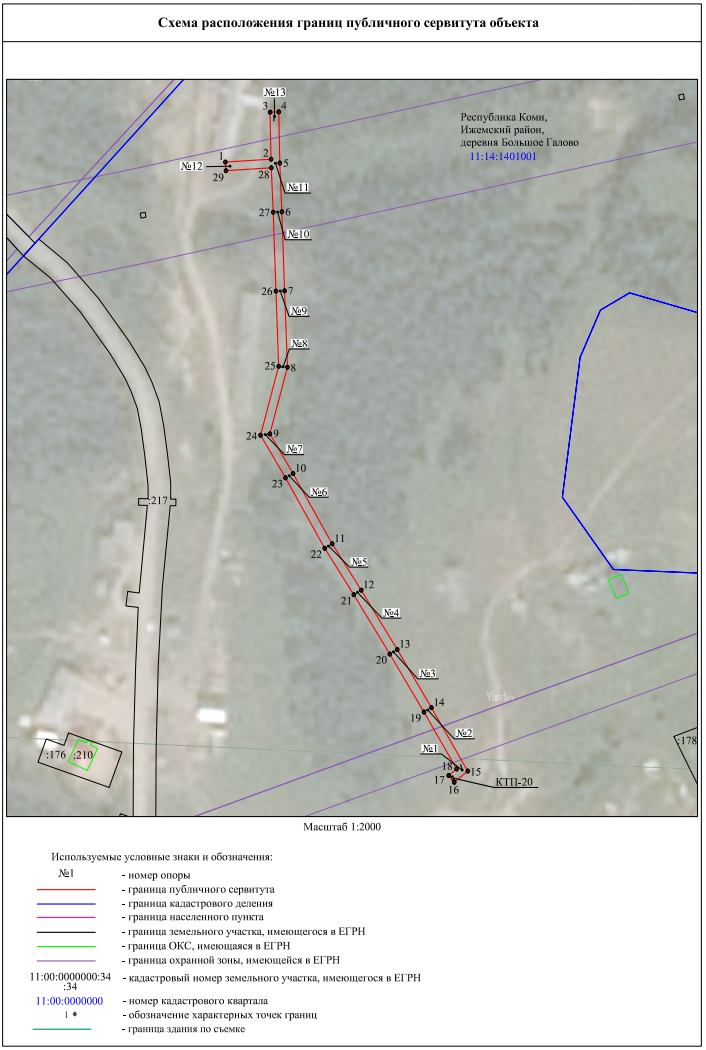 Схема расположения границ публичного сервитута объекта
№13
3 4
Республика Коми,
Ижемский район,
деревня Большое Галово
11:14:1401001
1
2
5
№12
29
28
№11
27
6
№10
26
7
№9
№8
25
8
24
9
№7
10
23
№6
11
22
№5
12
21
№4
13
20
№3
14
19
№2
№1
18
15
17
16
КТП-20
:217
:176
:210
:178
Масштаб 1:2000
Используемые условные знаки и обозначения:
№1 - номер опоры
- граница публичного сервитута
- граница кадастрового деления
- граница населенного пункта
- граница земельного участка, имеющегося в ЕГРН
- граница ОКС, имеющаяся в ЕГРН
- граница охранной зоны, имеющейся в ЕГРН
11:00:0000000:34 - кадастровый номер земельного участка, имеющегося в ЕГРН
:34
11:00:0000000 - номер кадастрового квартала
1 - обозначение характерных точек границ
- граница здания по съемке